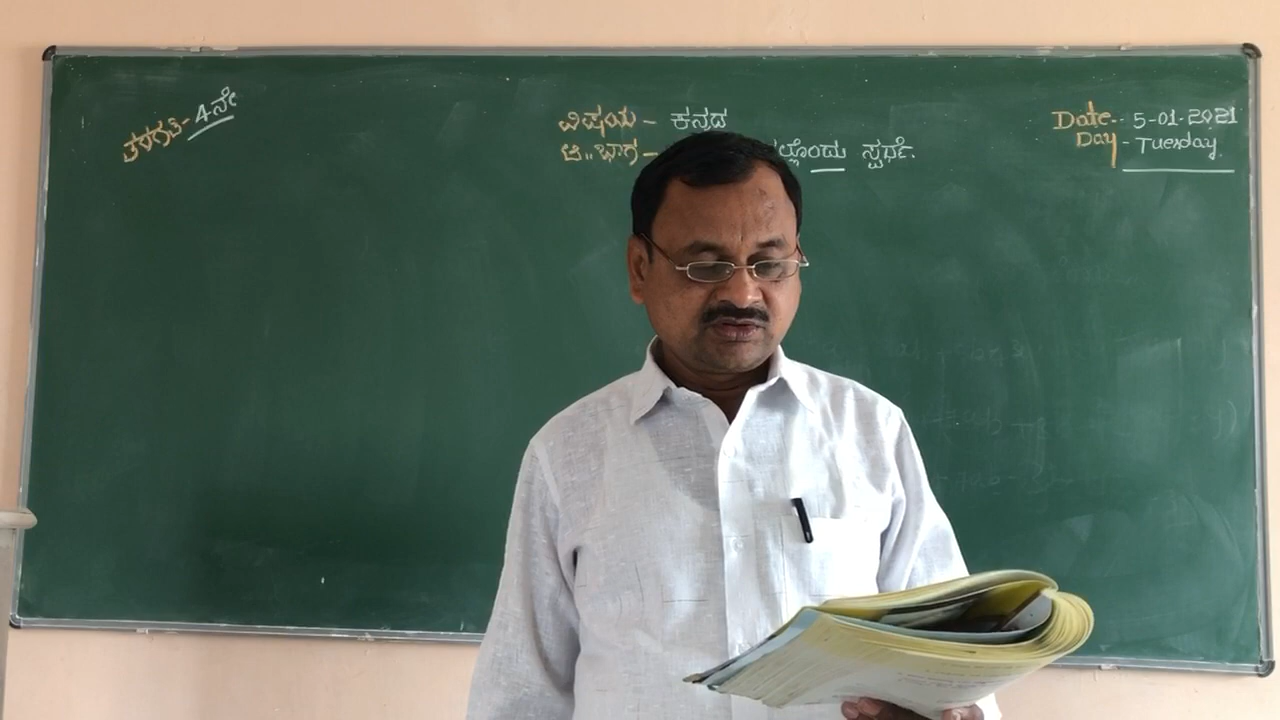 ತರಗತಿ- 4ನೇ
ವಿಷಯ - ಕನ್ನಡ
ಆ.. ಭಾಗ - ಲ್ಲೊಂದು ಸ್ಪರ್ಧೆ.
Date.. 5-01-2021
Day - Tuesday.